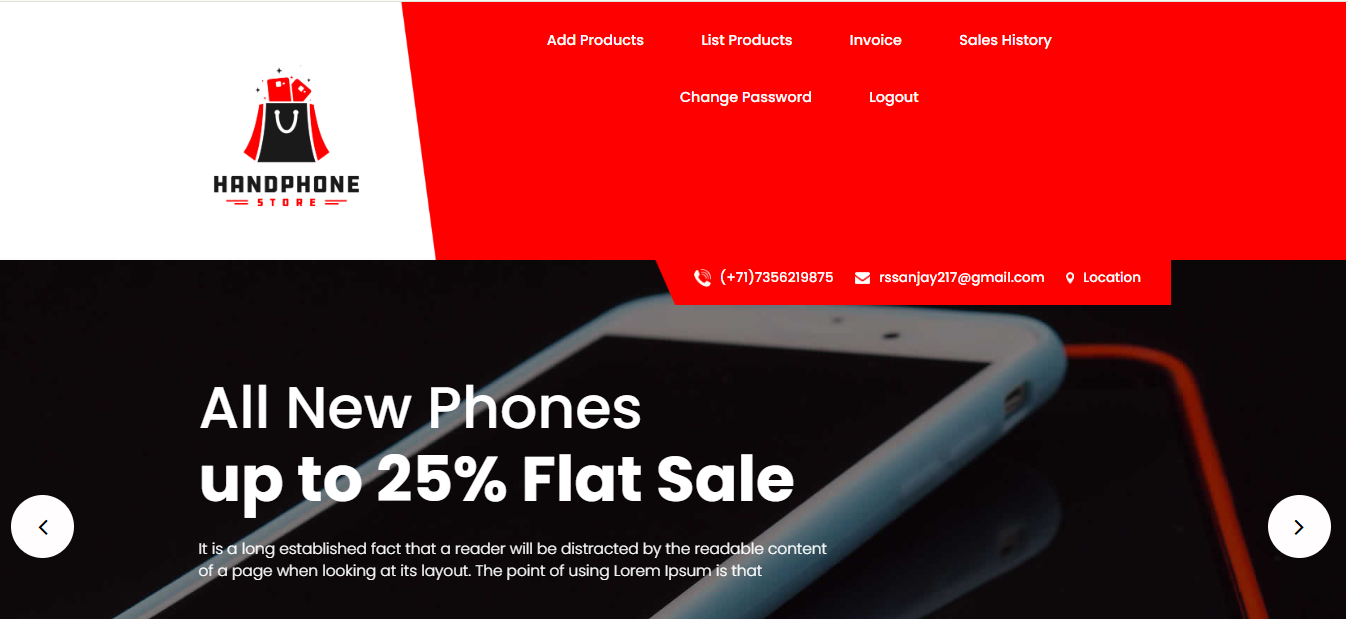 Add Products List Products Invoice Sales History
Change Password Logout
HANDPHONE
STORE
(+71)7356219875 rssanjay217@gmail.com Location
All New Phones
up to 25% Flat Sale
It is a long established fact that a reader will be distracted by the readable content
of a page when looking at its layout. The point of using Lorem Ipsum is that